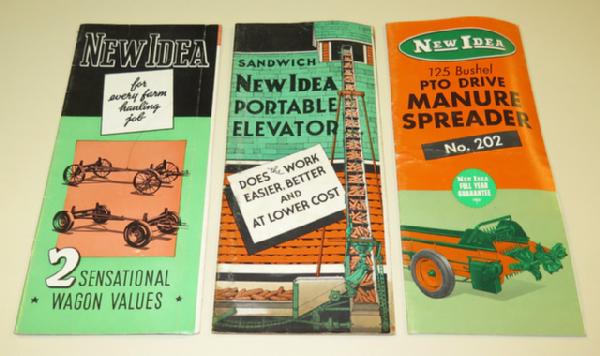 NEW IDEA
for
every farm
hauling
job
2 SENSATIONAL
WAGON VALUES
SANDWICH
NEW IDEA
PORTABLE
ELEVATOR
DOES the WORK
EASIER, BETTER
AND
AT LOWER COST
NEW IDEA
125 Bushel
PTO DRIVE
MANURE
SPREADER
No. 202
NEW IDEA
FULL YEAR
GUARANTEE